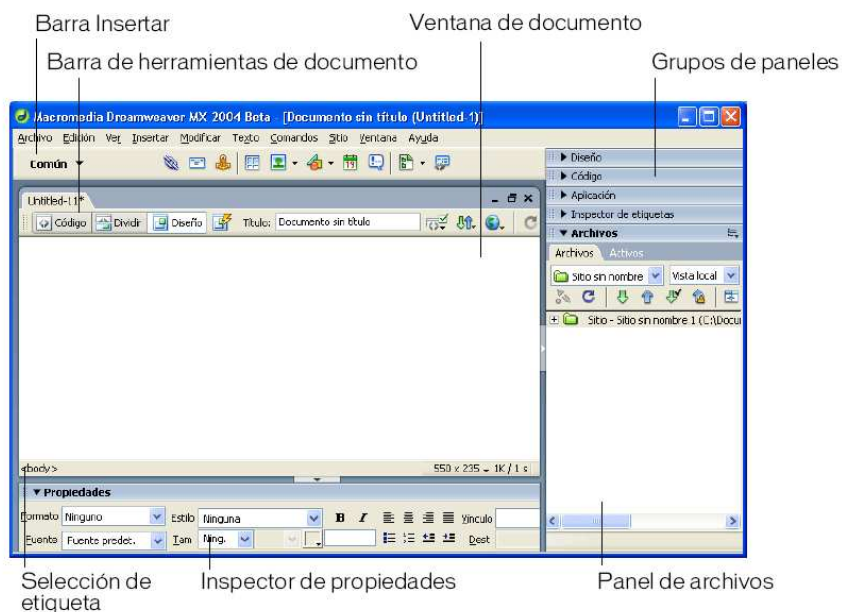 Barra Insertar
Ventana de documento
Barra de herramientas de documento
Grupos de paneles
Macromedia Dreamweaver MX 2004 Beta - [Documento sin título (Untitled-1)]
Archivo Edición Ver Insertar Modificar Texto Comandos Sitio Ventana Ayuda
Común
Diseño
Código
Aplicación
Untitled-1*
Inspector de etiquetas
Código Dividir Diseño Título: Documento sin título
Archivos
Archivos Activos
Sitio sin nombre Vista local
Sitio - Sitio sin nombre 1 (C:\Docu
<body>
550 x 235 - 1K / 1 s
Propiedades
Formato Ninguno Estilo Ninguna B I Vínculo
Fuente Fuente predet. Tam Ning. Dest
Selección de etiqueta
Inspector de propiedades
Panel de archivos